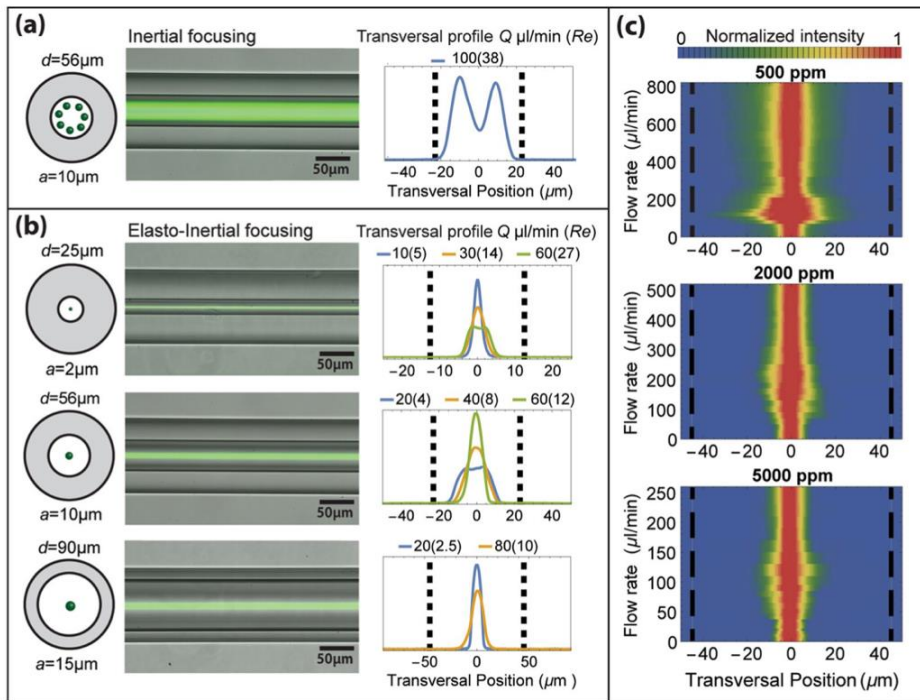 (a)
Inertial focusing
Transversal profile Q μl/min (Re)
d=56μm
a=10μm
50μm
100(38)
−40 −20 0 20 40
Transversal Position (μm)
(b)
Elasto-Inertial focusing
Transversal profile Q μl/min (Re)
d=25μm
a=2μm
50μm
10(5) 30(14) 60(27)
−20 −10 0 10 20
d=56μm
a=10μm
50μm
20(4) 40(8) 60(12)
−40 −20 0 20 40
d=90μm
a=15μm
50μm
20(2.5) 80(10)
−50 0 50
Transversal Position (μm )
(c)
0 Normalized intensity 1
500 ppm
Flow rate (μl/min)
800
600
400
200
0
−40 −20 0 20 40
2000 ppm
Flow rate (μl/min)
500
400
300
200
100
0
−40 −20 0 20 40
5000 ppm
Flow rate (μl/min)
250
200
150
100
50
0
−40 −20 0 20 40
Transversal Position (μm)